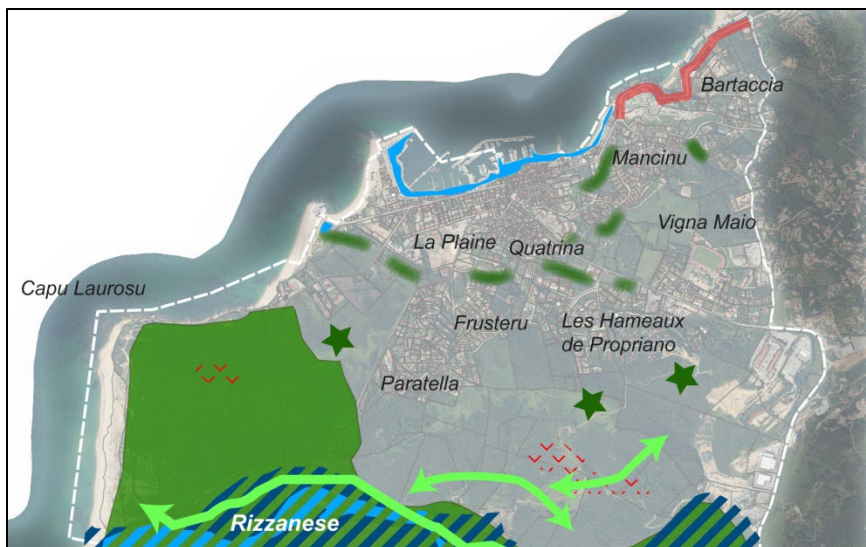 Bartaccia
Mancinu
Vigna Maio
La Plaine
Quatrina
Capu Laurosu
Frusteru
Les Hameaux
de Propriano
Paratella
Rizzanese